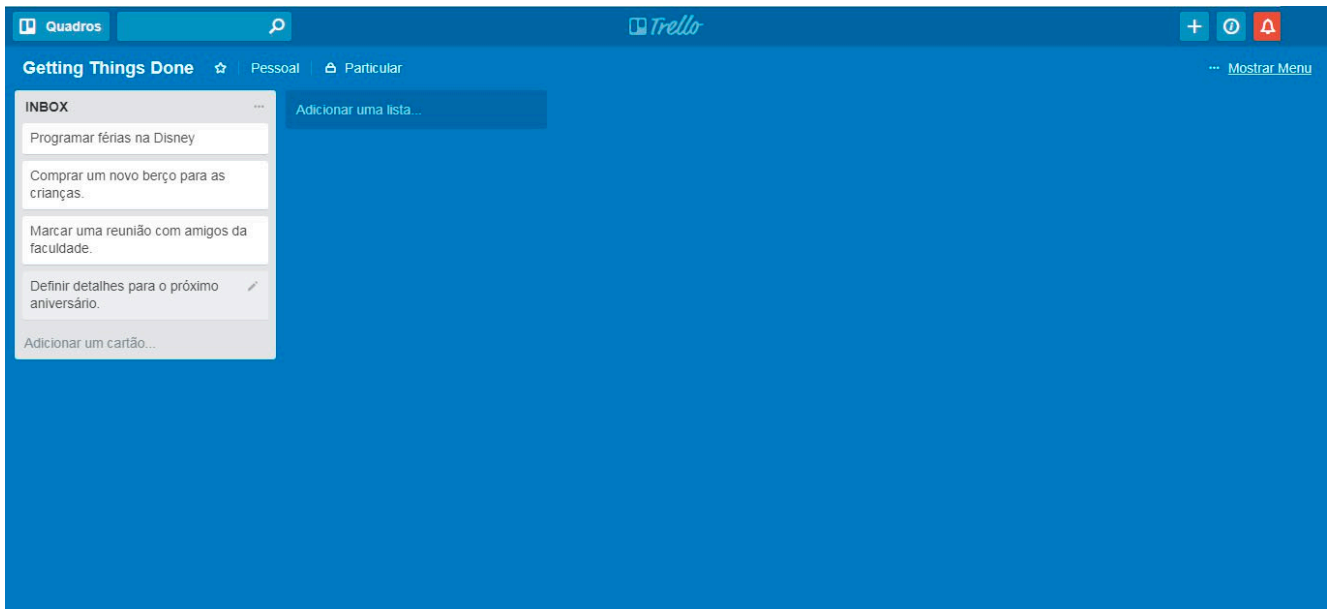 Quadros
Trello
Getting Things Done
Pessoal
Particular
... Mostrar Menu
INBOX
...
Adicionar uma lista...
Programar férias na Disney
Comprar um novo berço para as
crianças.
Marcar uma reunião com amigos da
faculdade.
Definir detalhes para o próximo
aniversário.
Adicionar um cartão...